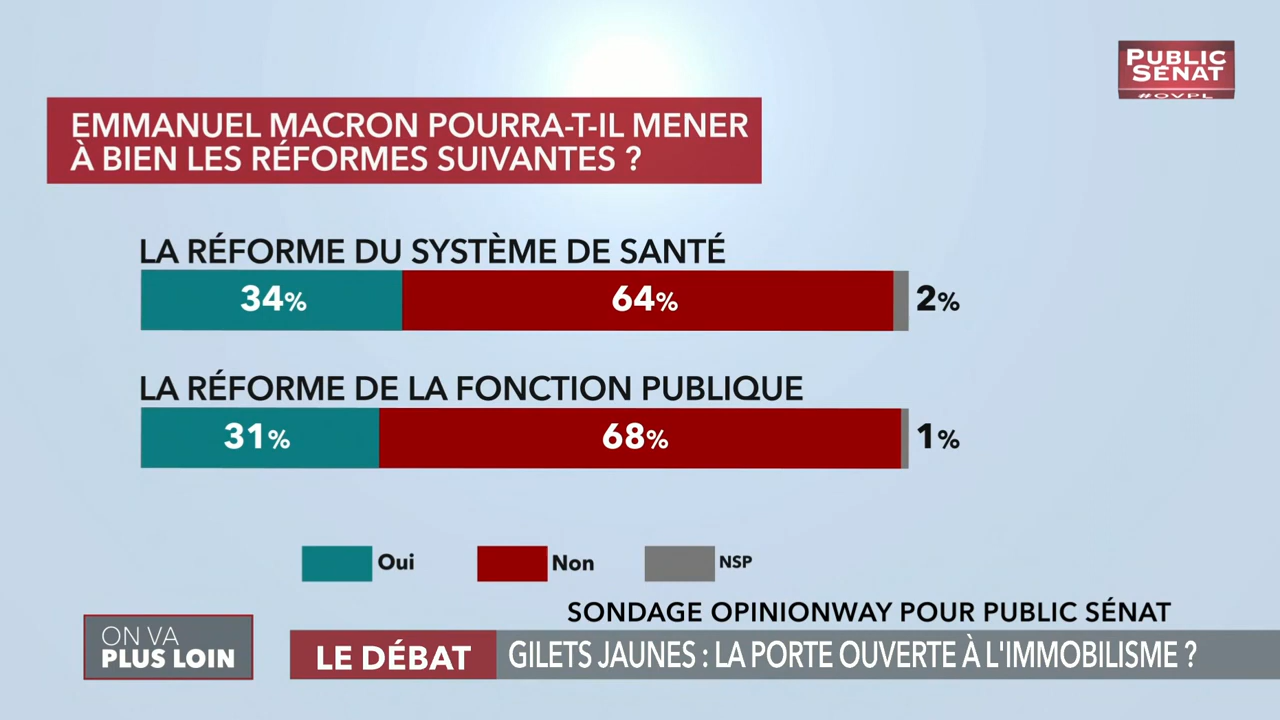 PUBLIC
SÉNAT
#OVPL
EMMANUEL MACRON POURRA-T-IL MENER
À BIEN LES RÉFORMES SUIVANTES ?
LA RÉFORME DU SYSTÈME DE SANTÉ
34% 64% 2%
LA RÉFORME DE LA FONCTION PUBLIQUE
31% 68% 1%
Oui Non NSP
SONDAGE OPINIONWAY POUR PUBLIC SÉNAT
ON VA
PLUS LOIN
LE DÉBAT GILETS JAUNES : LA PORTE OUVERTE À L'IMMOBILISME ?